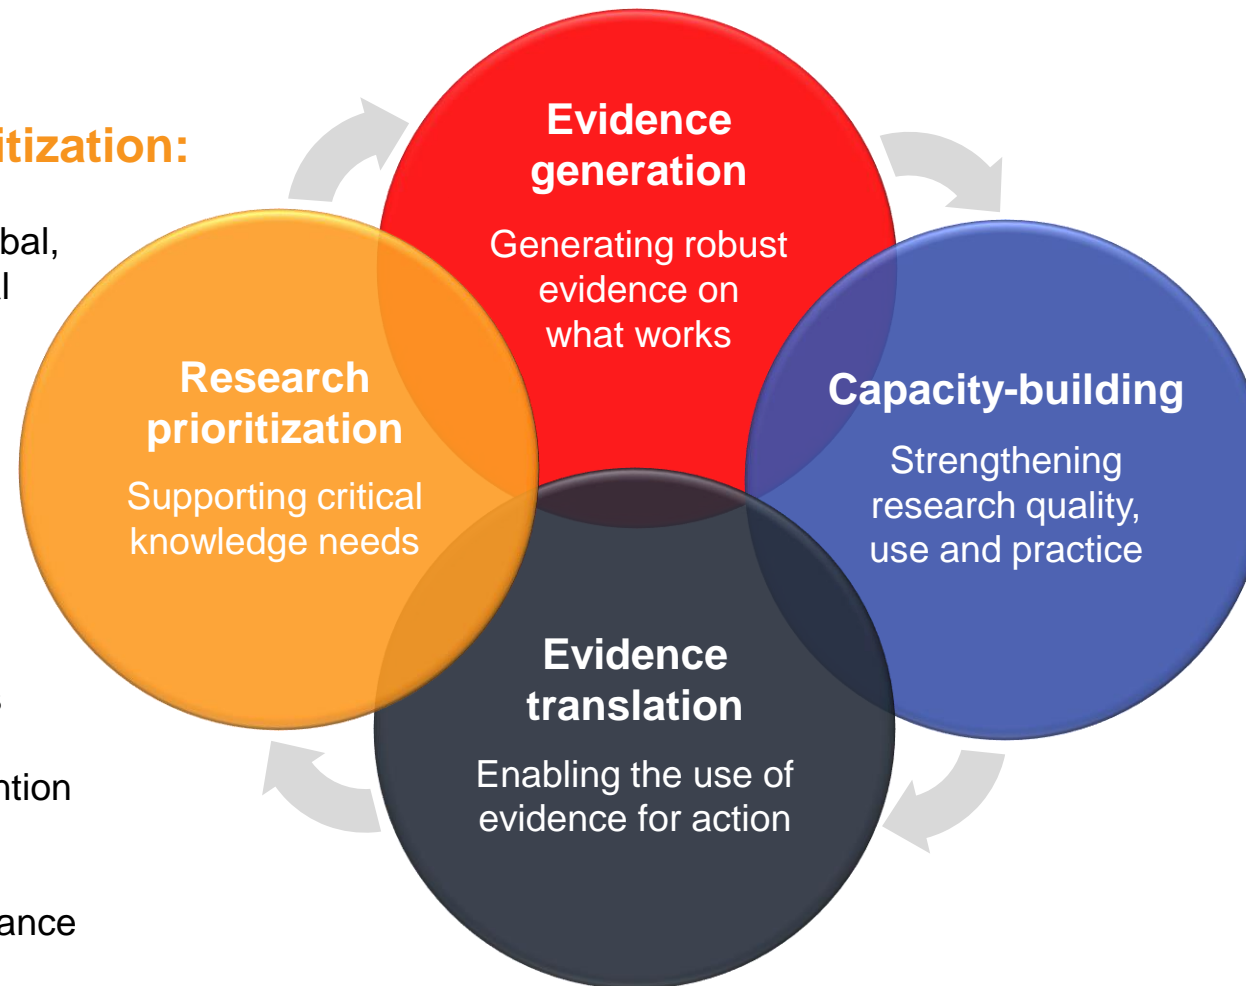 itization:
bal,
al
ntion
ance
Evidence
generation
Generating robust
evidence on
what works
Research
prioritization
Supporting critical
knowledge needs
Capacity-building
Strengthening
research quality,
use and practice
Evidence
translation
Enabling the use of
evidence for action